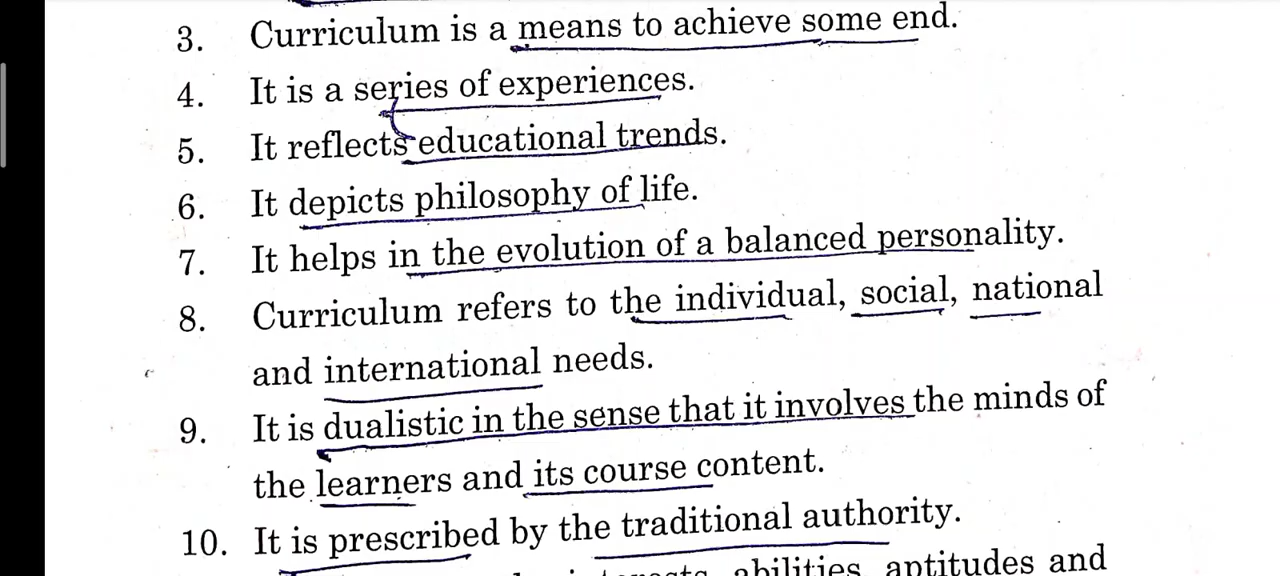 3. Curriculum is a means to achieve some end.
4. It is a series of experiences.
5. It reflects educational trends.
6. It depicts philosophy of life.
7. It helps in the evolution of a balanced personality.
8. Curriculum refers to the individual, social, national
and international needs.
9. It is dualistic in the sense that it involves the minds of
the learners and its course content.
10. It is prescribed by the traditional authority.
abilities, aptitudes and